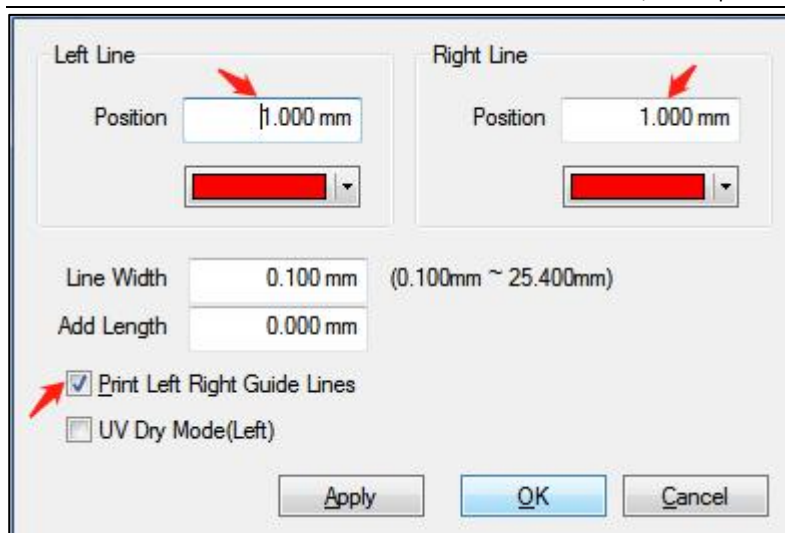 Left Line Right Line
Position 1.000 mm Position 1.000 mm
Line Width 0.100 mm (0.100mm ~ 25.400mm)
Add Length 0.000 mm
Print Left Right Guide Lines
UV Dry Mode(Left)
Apply OK Cancel